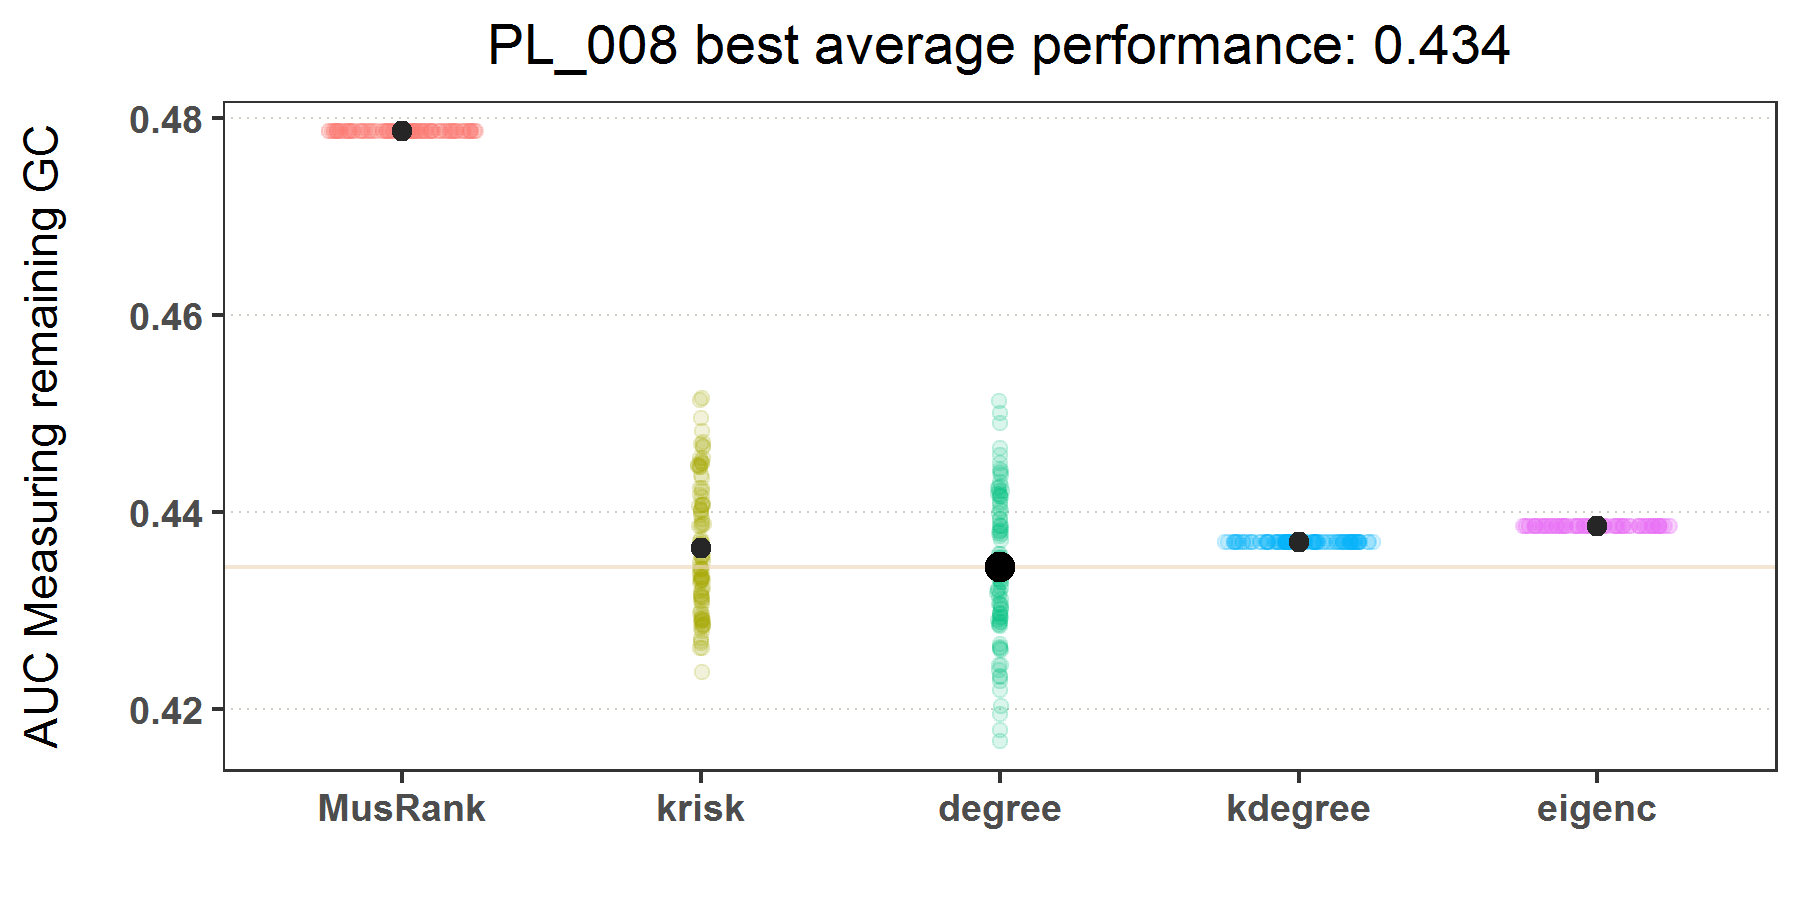 PL_008 best average performance: 0.434
AUC Measuring remaining GC
0.48
0.46
0.44
0.42
MusRank krisk degree kdegree eigenc